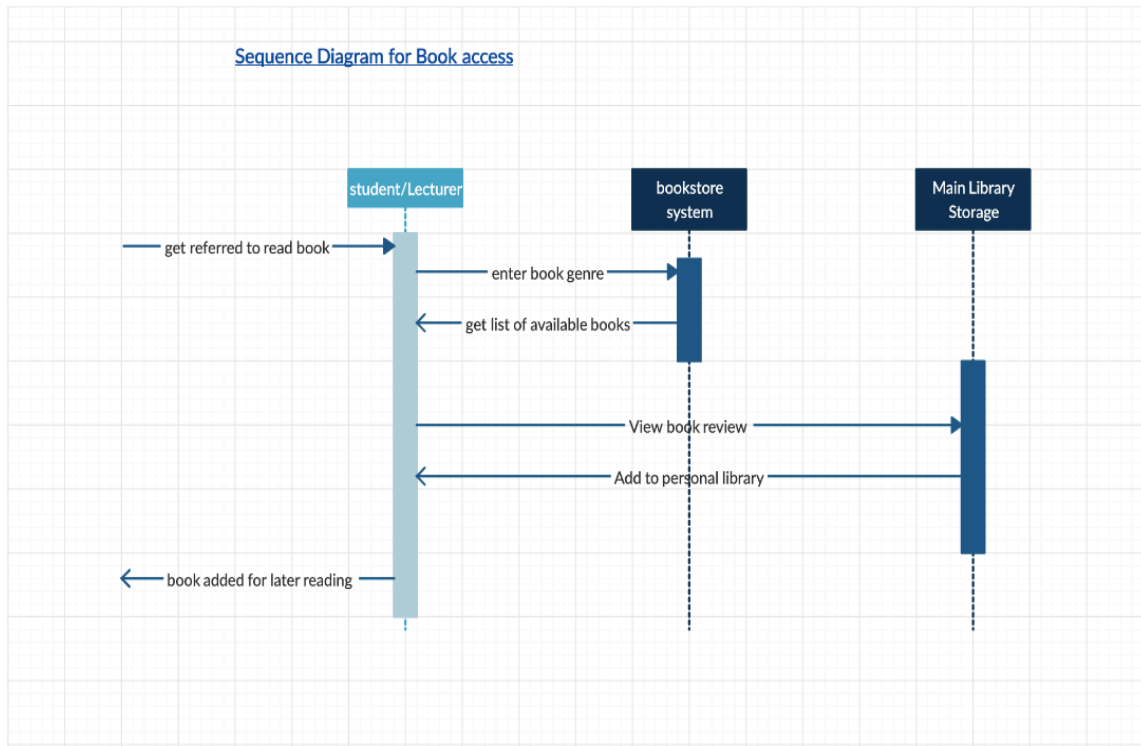 Sequence Diagram for Book access
student/Lecturer
bookstore
system
Main Library
Storage
get referred to read book
enter book genre
get list of available books
View book review
Add to personal library
book added for later reading